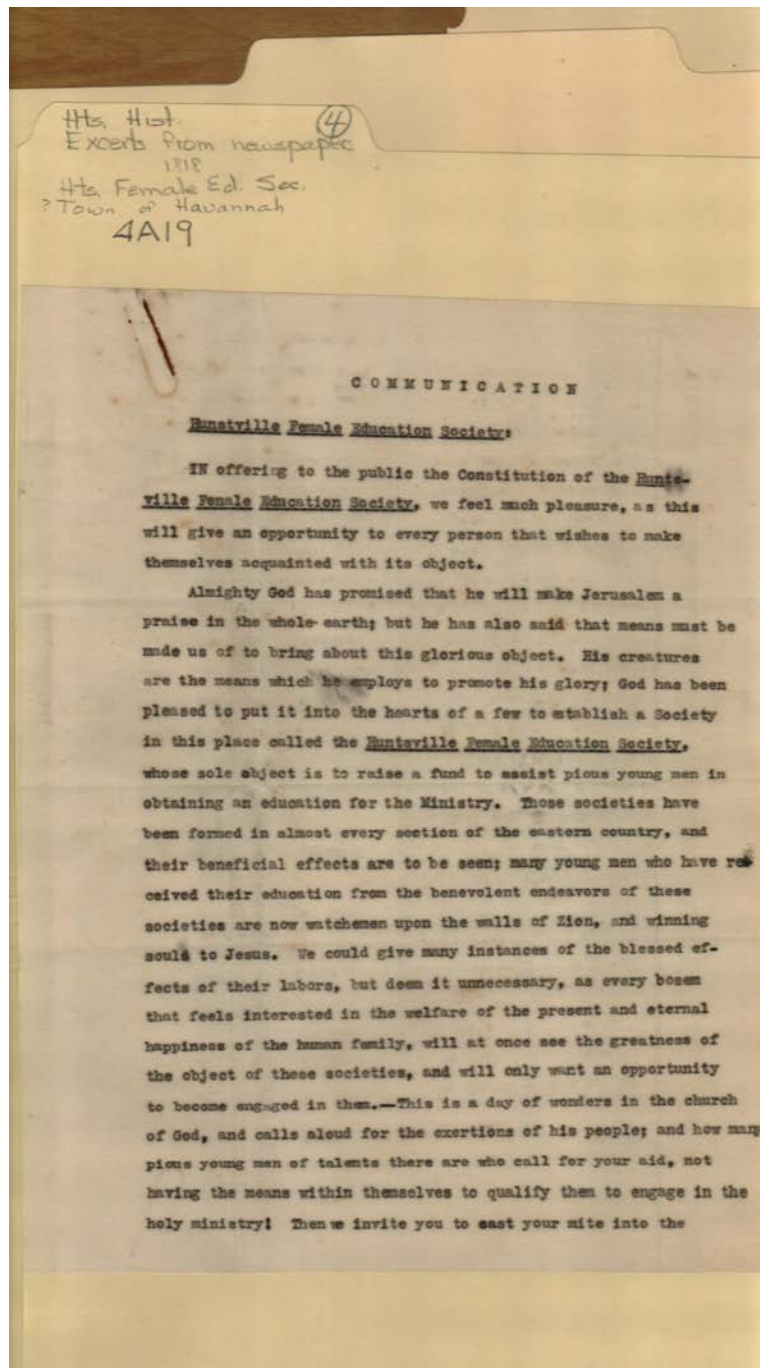 Hts. Hist. ④
Excerts from newspaper
1818
Hts. Female Ed. Soc.
? Town of Havannah
4A19
COMMUNICATION
Hunstville Female Education Society:
IN offering to the public the Constitution of the Hunts-
ville Female Education Society, we feel much pleasure, as this
will give an opportunity to every person that wishes to make
themselves acquainted with its object.
Almighty God has promised that he will make Jerusalem a
praise in the whole earth; but he has also said that means must be
made us of to bring about this glorious object. His creatures
are the means which he employs to promote his glory; God has been
pleased to put it into the hearts of a few to establish a Society
in this place called the Huntsville Female Education Society,
whose sole object is to raise a fund to assist pious young men in
obtaining an education for the Ministry. Those societies have
been formed in almost every section of the eastern country, and
their beneficial effects are to be seen; many young men who have re-
ceived their education from the benevolent endeavors of these
societies are now watchemen upon the walls of Zion, and winning
souls to Jesus. We could give many instances of the blessed ef-
fects of their labors, but deem it unnecessary, as every bosem
that feels interested in the welfare of the present and eternal
happiness of the human family, will at once see the greatness of
the object of these societies, and will only want an opportunity
to become engaged in them.—This is a day of wonders in the church
of God, and calls aloud for the exertions of his people; and how many
pious young men of talents there are who call for your aid, not
having the means within themselves to qualify them to engage in the
holy ministry! Then we invite you to cast your mite into the